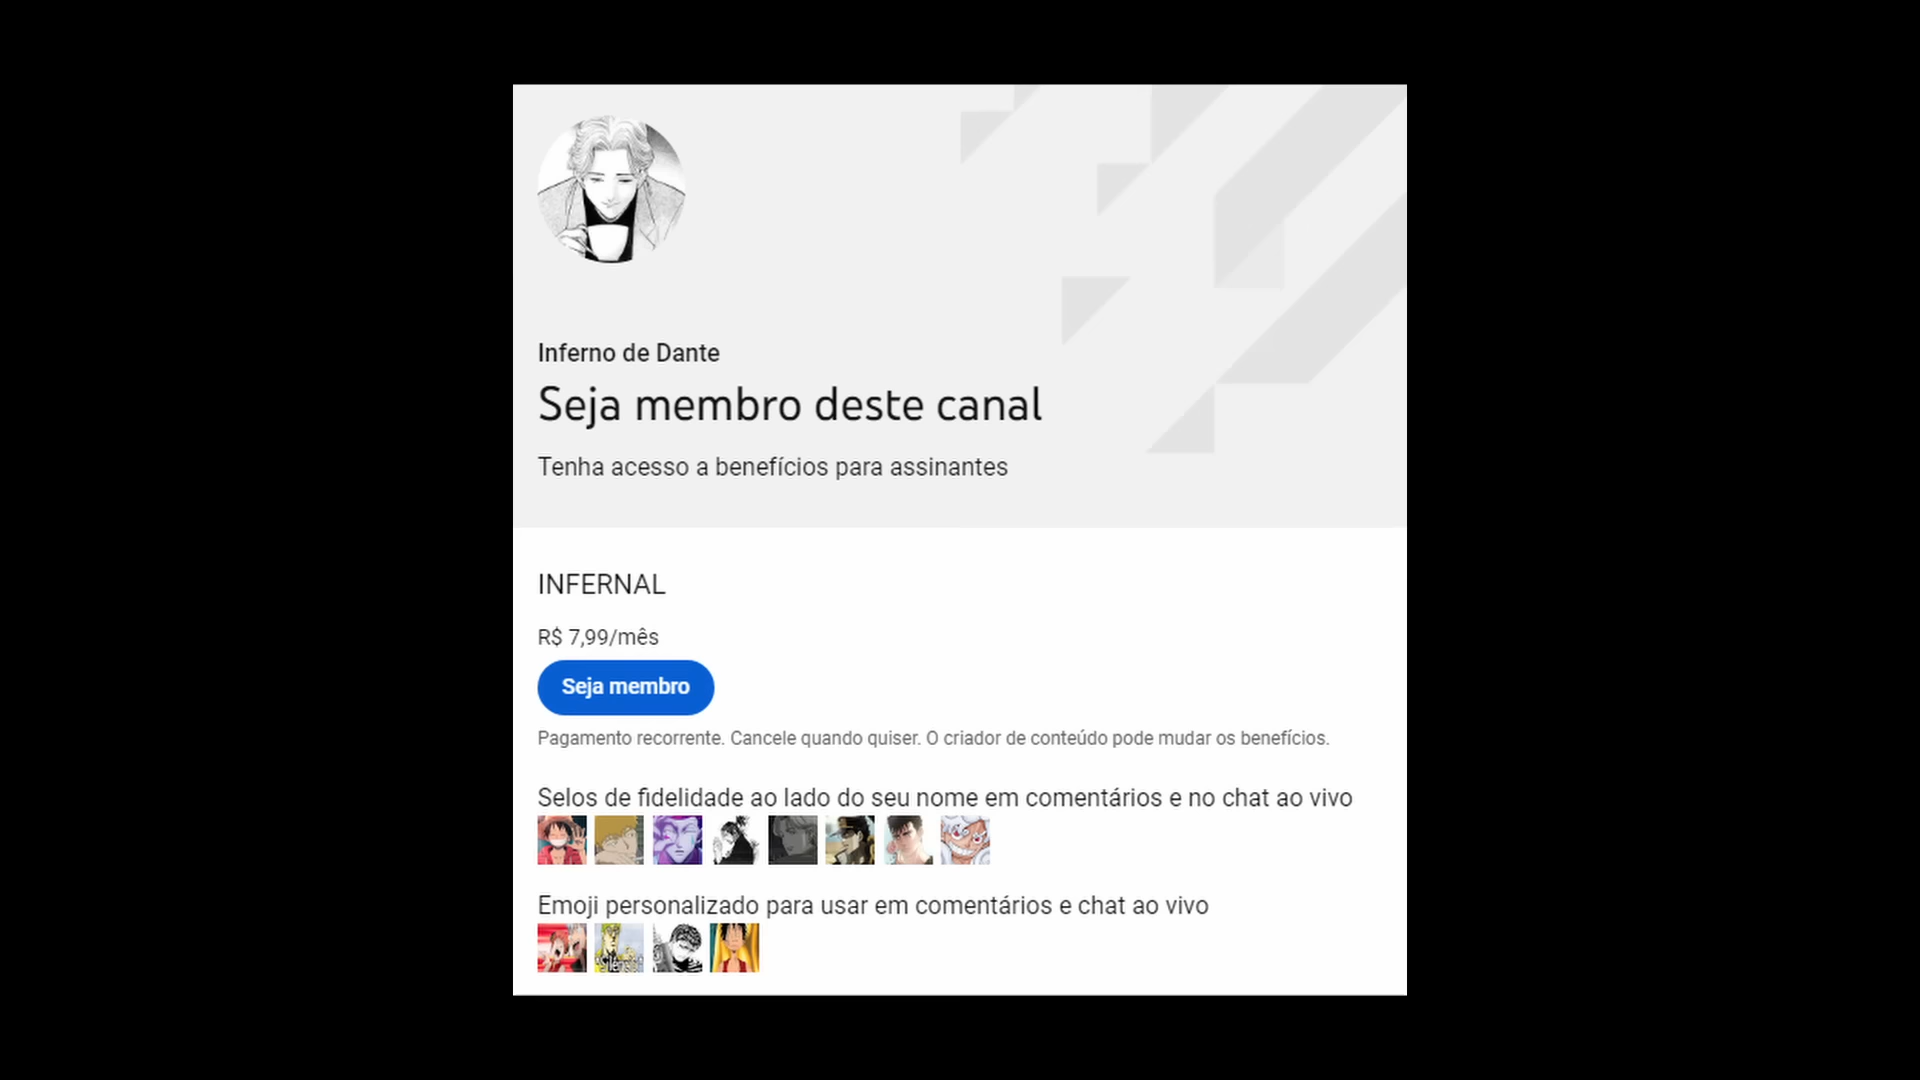 Inferno de Dante
Seja membro deste canal
Tenha acesso a benefícios para assinantes
INFERNAL
R$ 7,99/mês
Seja membro
Pagamento recorrente. Cancele quando quiser. O criador de conteúdo pode mudar os benefícios.
Selos de fidelidade ao lado do seu nome em comentários e no chat ao vivo
Emoji personalizado para usar em comentários e chat ao vivo